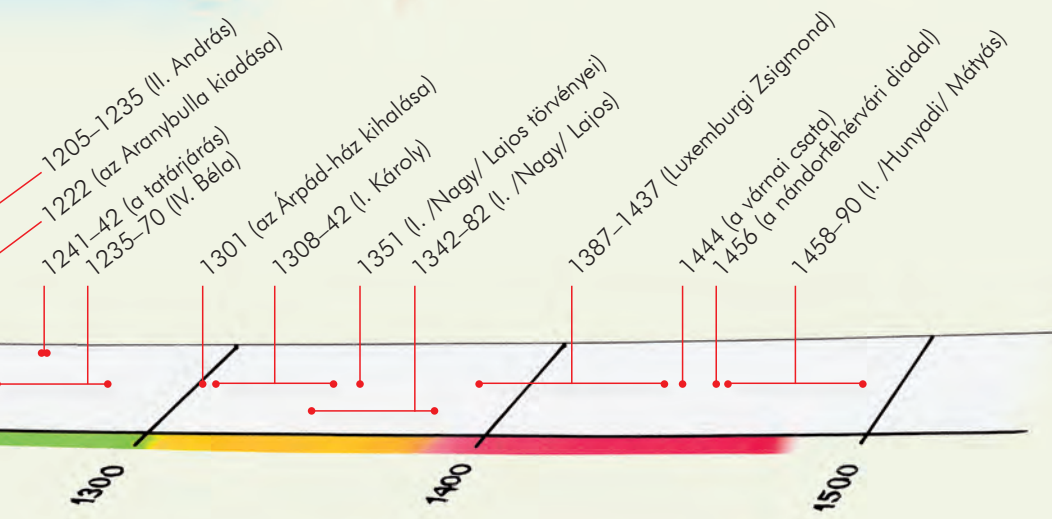 1205–1235 (II. András)
1222 (az Aranybulla kiadása)
1241–42 (a tatárjárás)
1235–70 (IV. Béla)
1301 (az Árpád-ház kihalása)
1308–42 (I. Károly)
1351 (I. /Nagy/ Lajos törvényei)
1342–82 (I. /Nagy/ Lajos)
1387–1437 (Luxemburgi Zsigmond)
1444 (a várnai csata)
1456 (a nándorfehérvári diadal)
1458–90 (I. /Hunyadi/ Mátyás)
1300
1400
1500